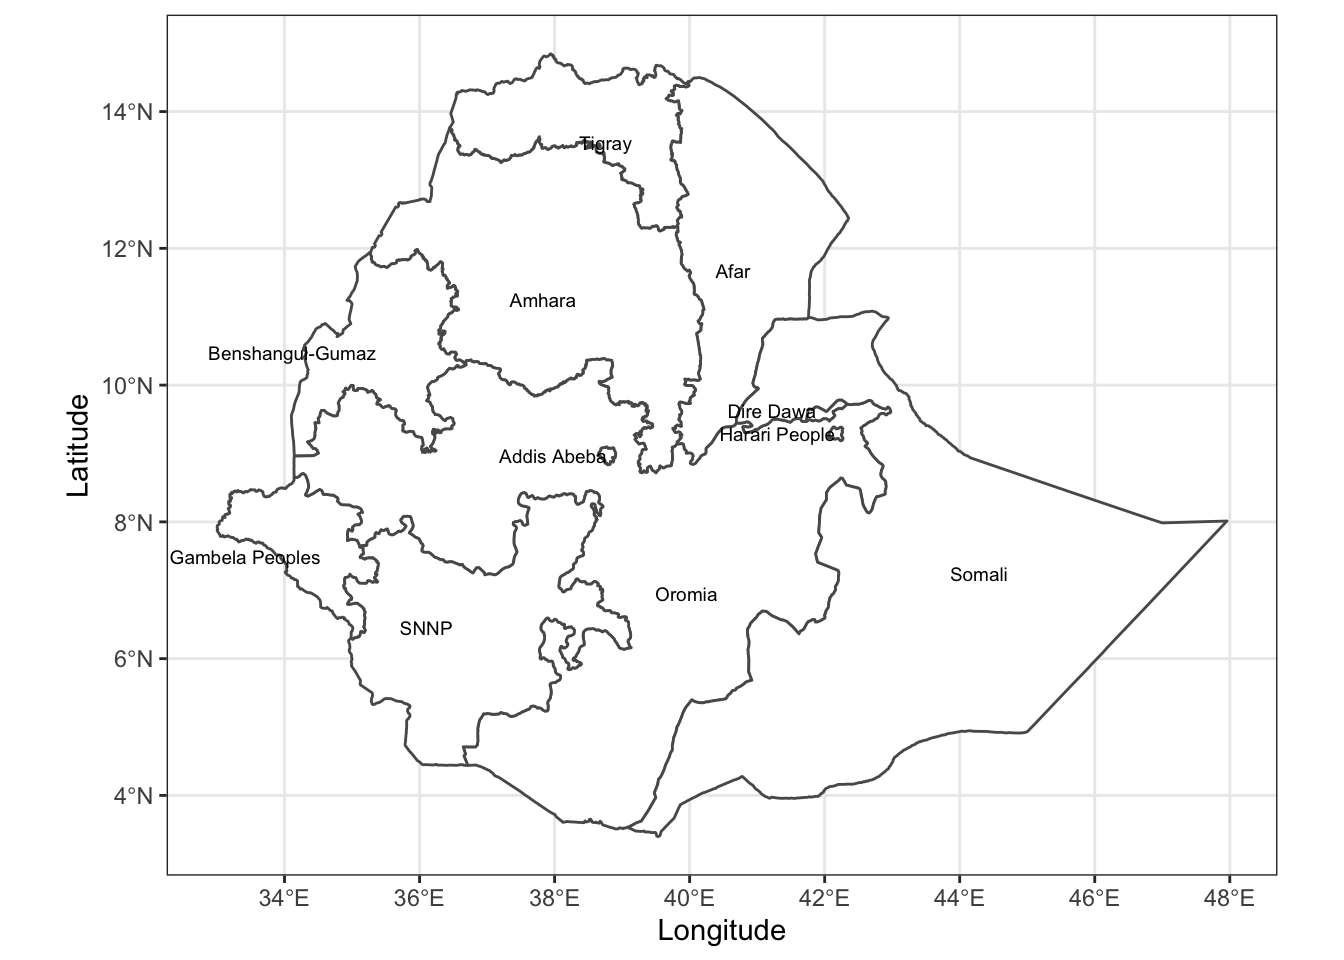 14°N
12°N
10°N
8°N
6°N
4°N
Latitude
Tigray
Afar
Amhara
Benshangul-Gumaz
Dire Dawa
Harari People
Addis Abeba
Gambela Peoples
Somali
Oromia
SNNP
34°E 36°E 38°E 40°E 42°E 44°E 46°E 48°E
Longitude